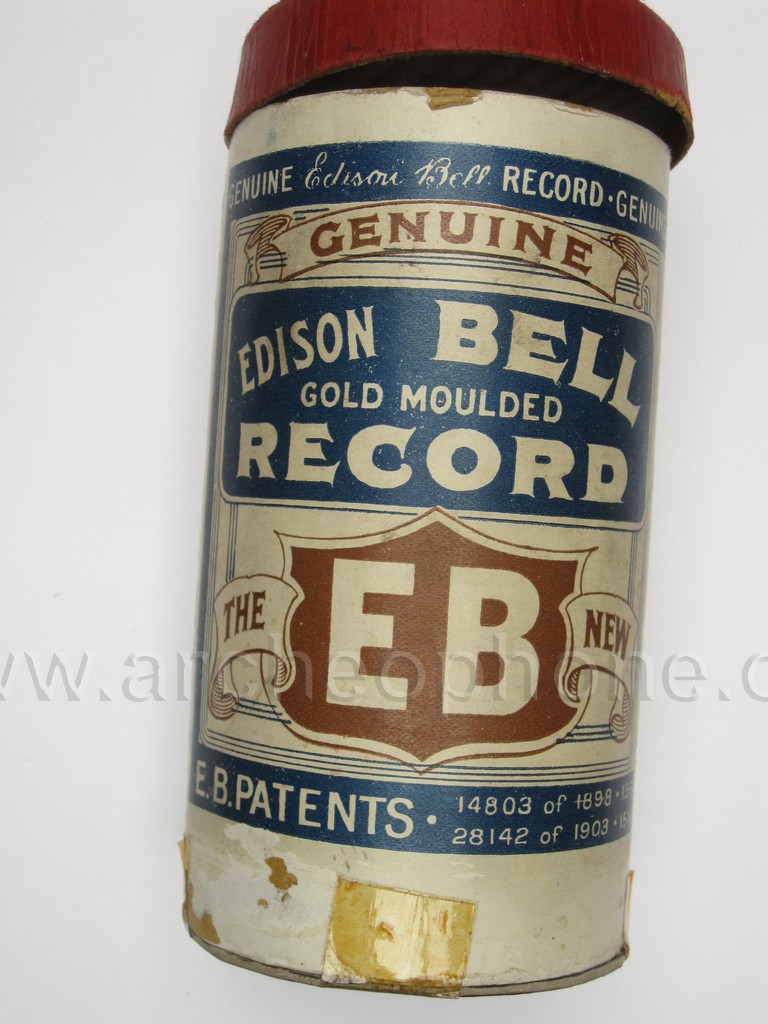 GENUINE Edison Bell RECORD · GENUINE
GENUINE
EDISON BELL
GOLD MOULDED
RECORD
THE EB NEW
www.archeophone.
E.B. PATENTS · 14803 of 1898 ·
28142 of 1903 ·